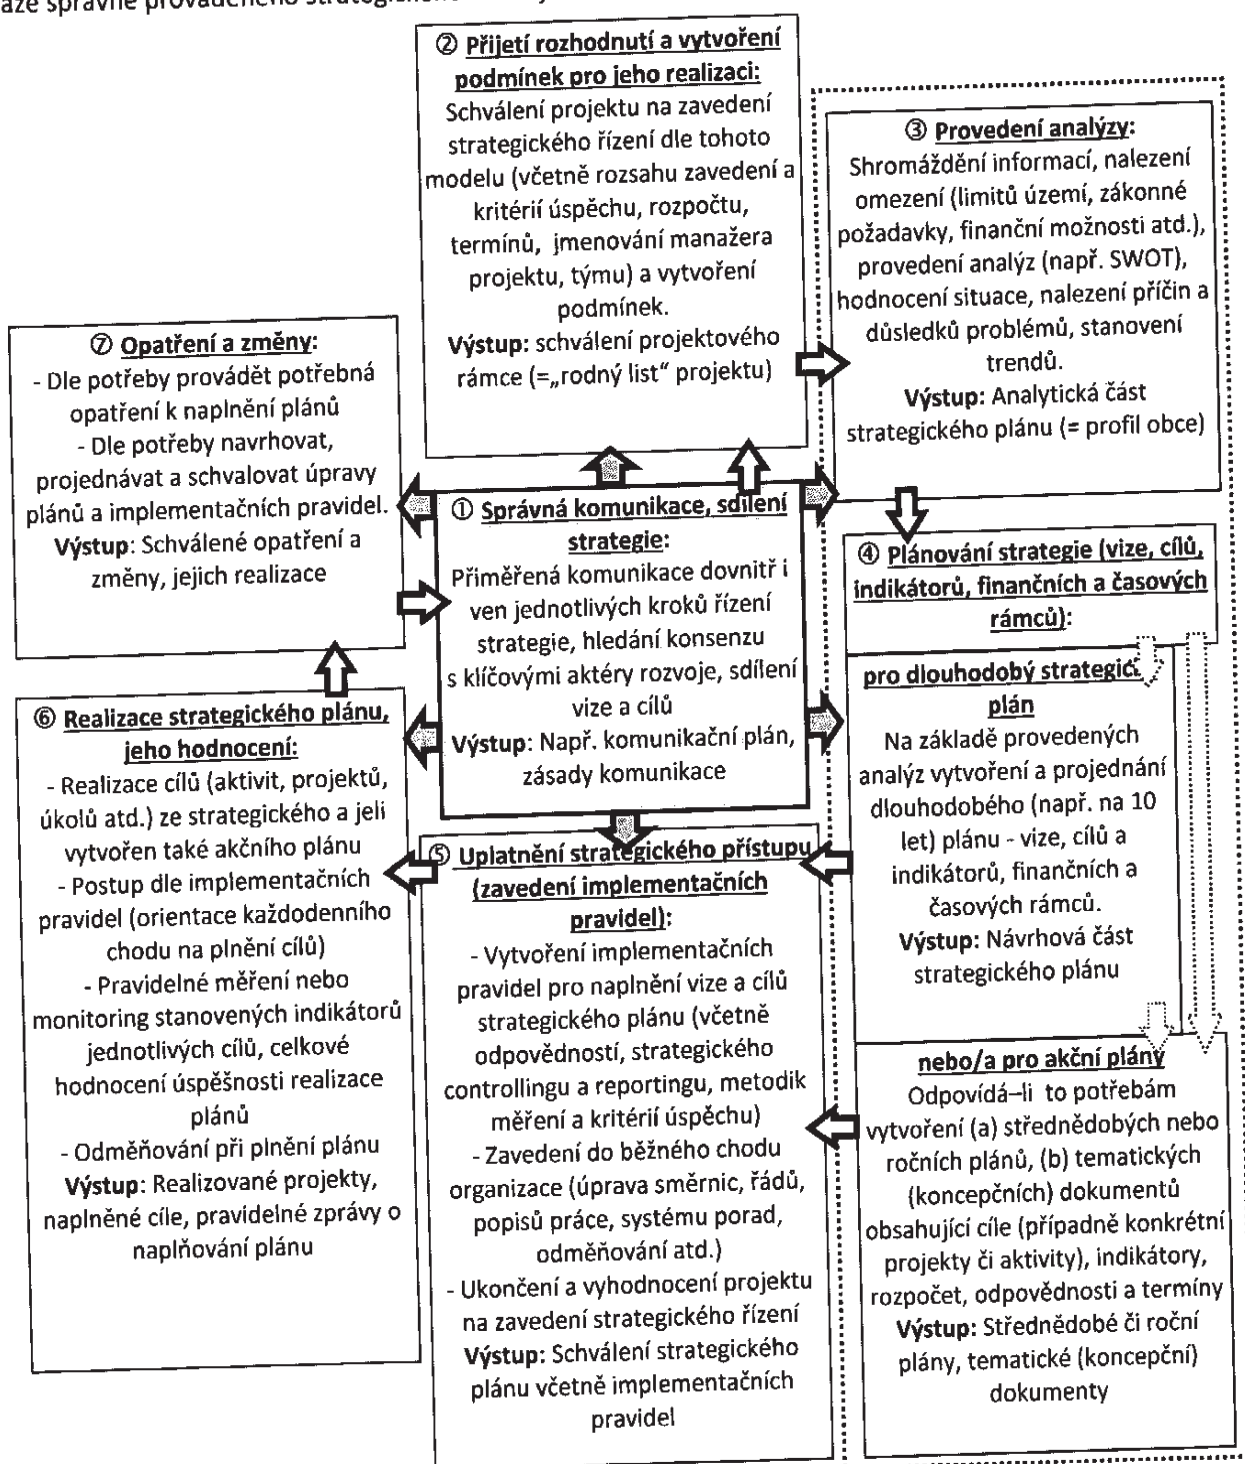 áze správně prováděného strategického
② Přijetí rozhodnutí a vytvoření
podmínek pro jeho realizaci:
Schválení projektu na zavedení
strategického řízení dle tohoto
modelu (včetně rozsahu zavedení a
kritérií úspěchu, rozpočtu,
termínů, jmenování manažera
projektu, týmu) a vytvoření
podmínek.
Výstup: schválení projektového
rámce (=„rodný list" projektu)
③ Provedení analýzy:
Shromáždění informací, nalezení
omezení (limitů území, zákonné
požadavky, finanční možnosti atd.),
provedení analýz (např. SWOT),
hodnocení situace, nalezení příčin a
důsledků problémů, stanovení
trendů.
Výstup: Analytická část
strategického plánu (= profil obce)
⑦ Opatření a změny:
- Dle potřeby provádět potřebná
opatření k naplnění plánů
- Dle potřeby navrhovat,
projednávat a schvalovat úpravy
plánů a implementačních pravidel.
Výstup: Schválené opatření a
změny, jejich realizace
① Správná komunikace, sdílení
strategie:
Přiměřená komunikace dovnitř i
ven jednotlivých kroků řízení
strategie, hledání konsenzu
s klíčovými aktéry rozvoje, sdílení
vize a cílů
Výstup: Např. komunikační plán,
zásady komunikace
④ Plánování strategie (vize, cílů,
indikátorů, finančních a časových
rámců):
pro dlouhodobý strategic
plán
Na základě provedených
analýz vytvoření a projednání
dlouhodobého (např. na 10
let) plánu - vize, cílů a
indikátorů, finančních a
časových rámců.
Výstup: Návrhová část
strategického plánu
nebo/a pro akční plány
Odpovídá–li to potřebám
vytvoření (a) střednědobých nebo
ročních plánů, (b) tematických
(koncepčních) dokumentů
obsahující cíle (případně konkrétní
projekty či aktivity), indikátory,
rozpočet, odpovědnosti a termíny
Výstup: Střednědobé či roční
plány, tematické (koncepční)
dokumenty
⑤ Uplatnění strategického přístupu
(zavedení implementačních
pravidel):
- Vytvoření implementačních
pravidel pro naplnění vize a cílů
strategického plánu (včetně
odpovědností, strategického
controllingu a reportingu, metodik
měření a kritérií úspěchu)
- Zavedení do běžného chodu
organizace (úprava směrnic, řádů,
popisů práce, systému porad,
odměňování atd.)
- Ukončení a vyhodnocení projektu
na zavedení strategického řízení
Výstup: Schválení strategického
plánu včetně implementačních
pravidel
⑥ Realizace strategického plánu,
jeho hodnocení:
- Realizace cílů (aktivit, projektů,
úkolů atd.) ze strategického a jeli
vytvořen také akčního plánu
- Postup dle implementačních
pravidel (orientace každodenního
chodu na plnění cílů)
- Pravidelné měření nebo
monitoring stanovených indikátorů
jednotlivých cílů, celkové
hodnocení úspěšnosti realizace
plánů
- Odměňování při plnění plánu
Výstup: Realizované projekty,
naplněné cíle, pravidelné zprávy o
naplňování plánu